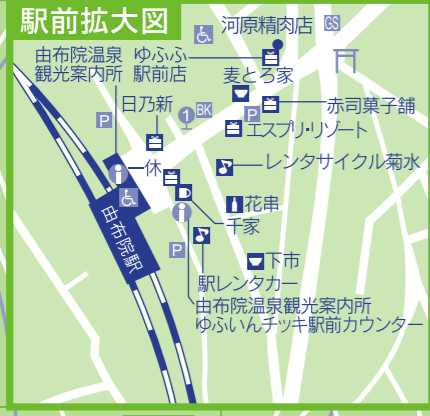 駅前拡大図
河原精肉店
GS
由布院温泉
観光案内所
ゆふふ
駅前店
麦とろ家
日乃新
P
1
BK
P
赤司菓子舗
エスプリ・リゾート
休
レンタサイクル菊水
花串
千家
由布院駅
P
下市
駅レンタカー
由布院温泉観光案内所
ゆふいんチッキ駅前カウンター